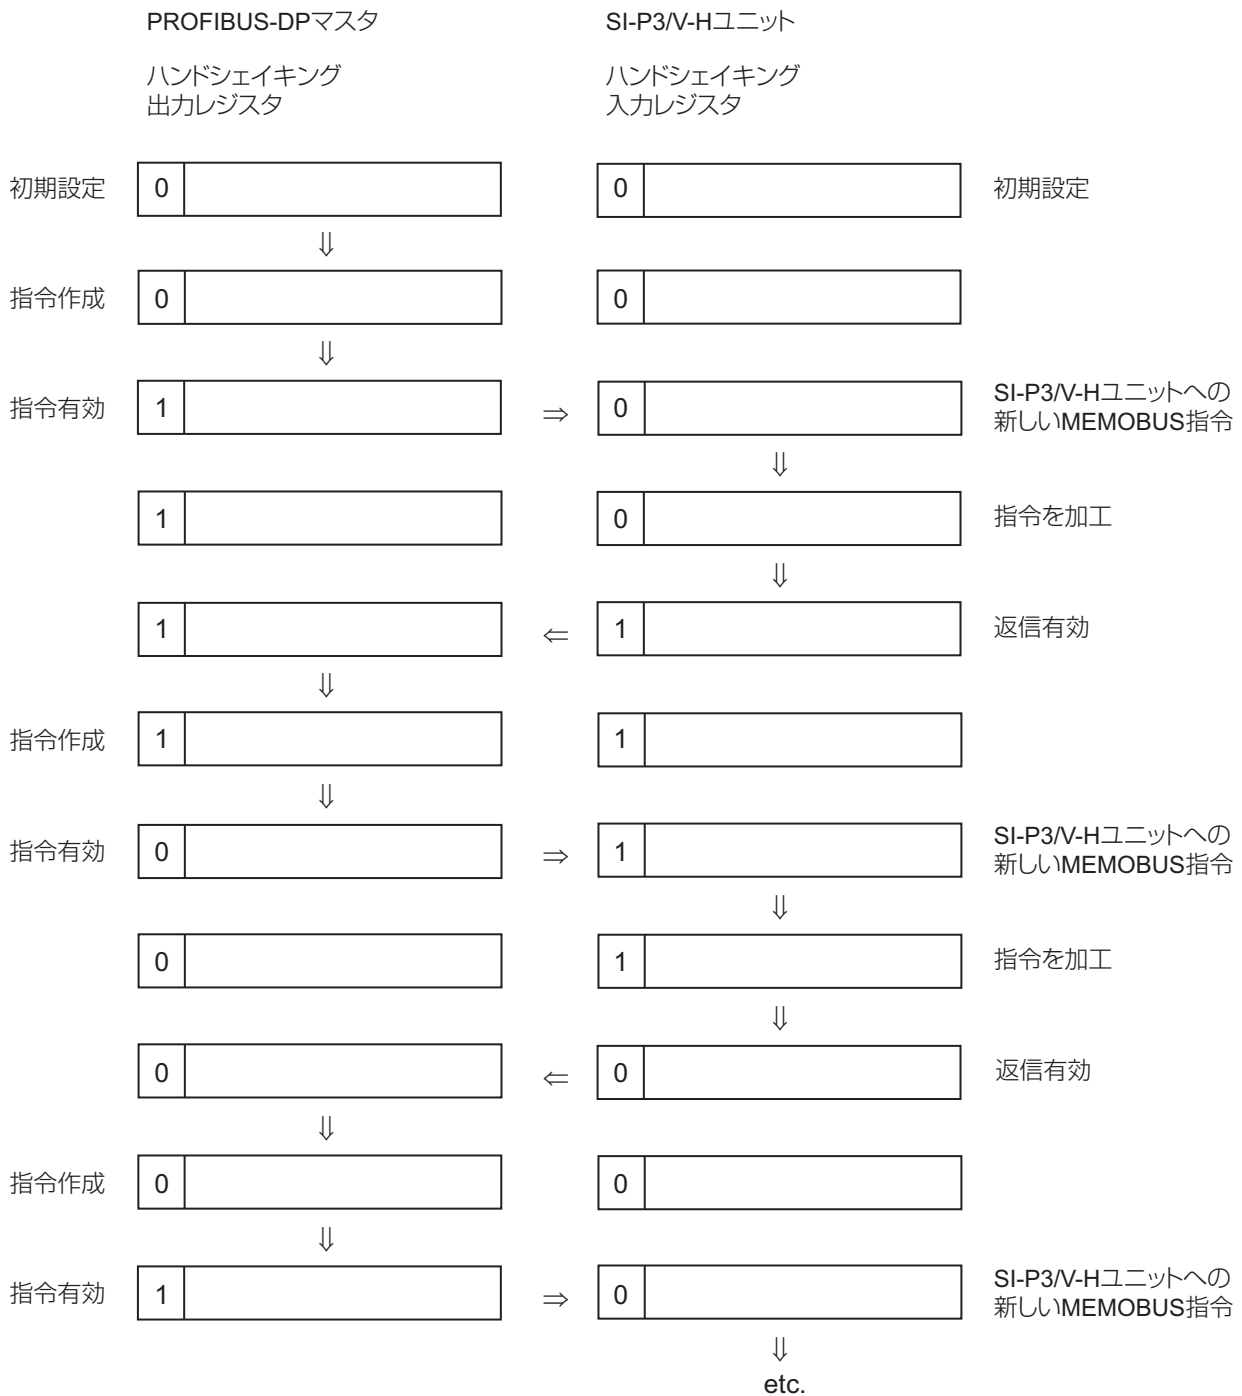 PROFIBUS-DPマスタ
SI-P3/V-Hユニット
ハンドシェイキング
出力レジスタ
ハンドシェイキング
入力レジスタ
初期設定 0 0 初期設定
⇓
指令作成 0 0
⇓
指令有効 1 ⇒ 0 SI-P3/V-Hユニットへの
新しいMEMOBUS指令
⇓
1 0 指令を加工
⇓
1 ⇐ 1 返信有効
⇓
指令作成 1 1
⇓
指令有効 0 ⇒ 1 SI-P3/V-Hユニットへの
新しいMEMOBUS指令
⇓
0 1 指令を加工
⇓
0 ⇐ 0 返信有効
⇓
指令作成 0 0
⇓
指令有効 1 ⇒ 0 SI-P3/V-Hユニットへの
新しいMEMOBUS指令
⇓
etc.